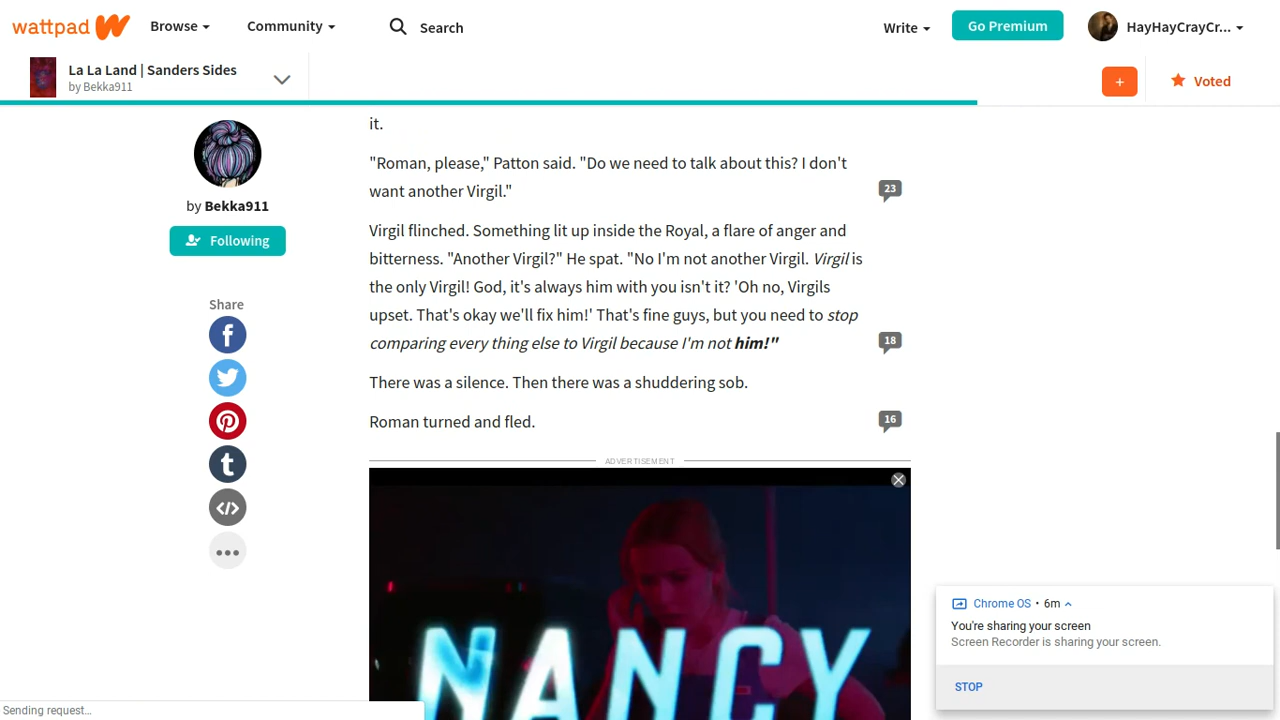 wattpad
Browse
Community
Search
Write
Go Premium
HayHayCrayCr...
La La Land | Sanders Sides
by Bekka911
+
Voted
by Bekka911
Following
Share
it.
"Roman, please," Patton said. "Do we need to talk about this? I don't
want another Virgil."
23
Virgil flinched. Something lit up inside the Royal, a flare of anger and
bitterness. "Another Virgil?" He spat. "No I'm not another Virgil. Virgil is
the only Virgil! God, it's always him with you isn't it? 'Oh no, Virgils
upset. That's okay we'll fix him!' That's fine guys, but you need to stop
comparing every thing else to Virgil because I'm not him!"
18
There was a silence. Then there was a shuddering sob.
Roman turned and fled.
16
ADVERTISEMENT
NANCY
Chrome OS • 6m
You're sharing your screen
Screen Recorder is sharing your screen.
STOP
Sending request...